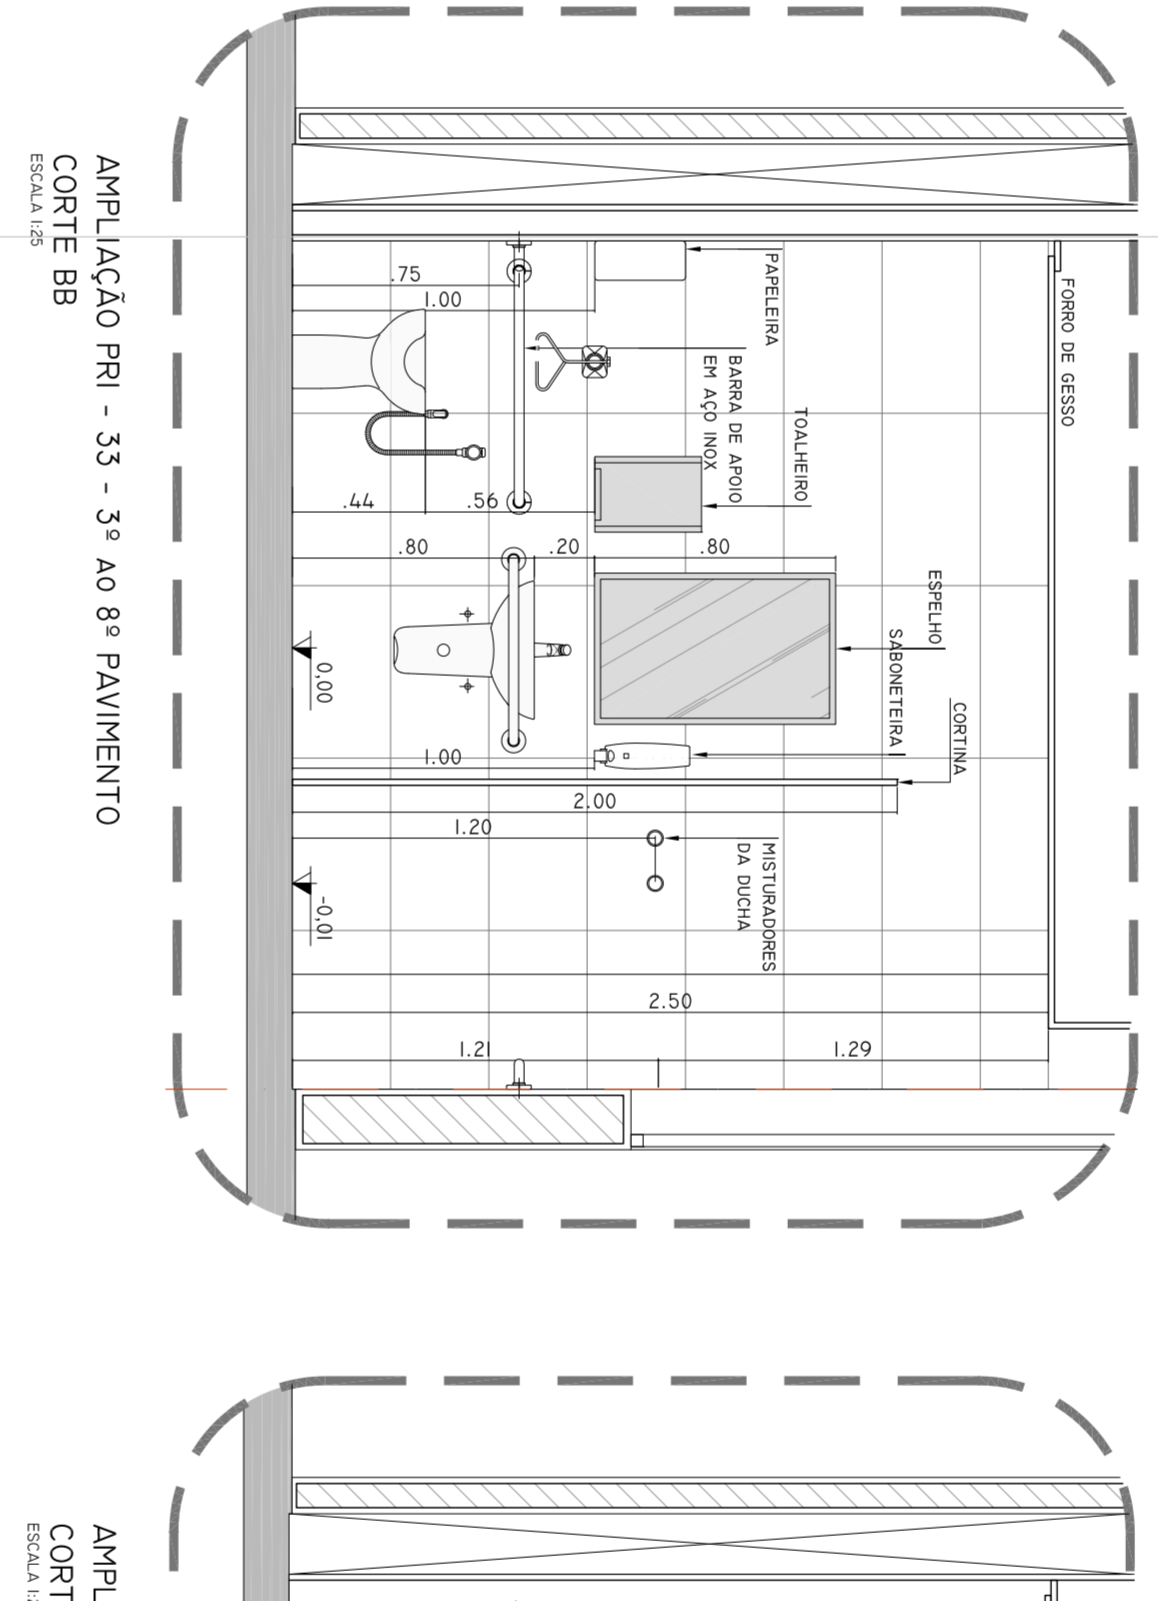 FORRO DE GESSO
CORTINA
ESPELHO
SABONETEIRA
TOALHEIRO
PAPELEIRA
BARRA DE APOIO
EM AÇO INOX
MISTURADORES
DA DUCHA
.75
1.00
.44
.56
.80
.20
.80
0,00
1.00
2.00
1.20
-0,01
2.50
1.21
1.29
AMPLIAÇÃO PRI - 33 - 3º AO 8º PAVIMENTO
CORTE BB
ESCALA 1:25
AMPL
CORT
ESCALA 1:2